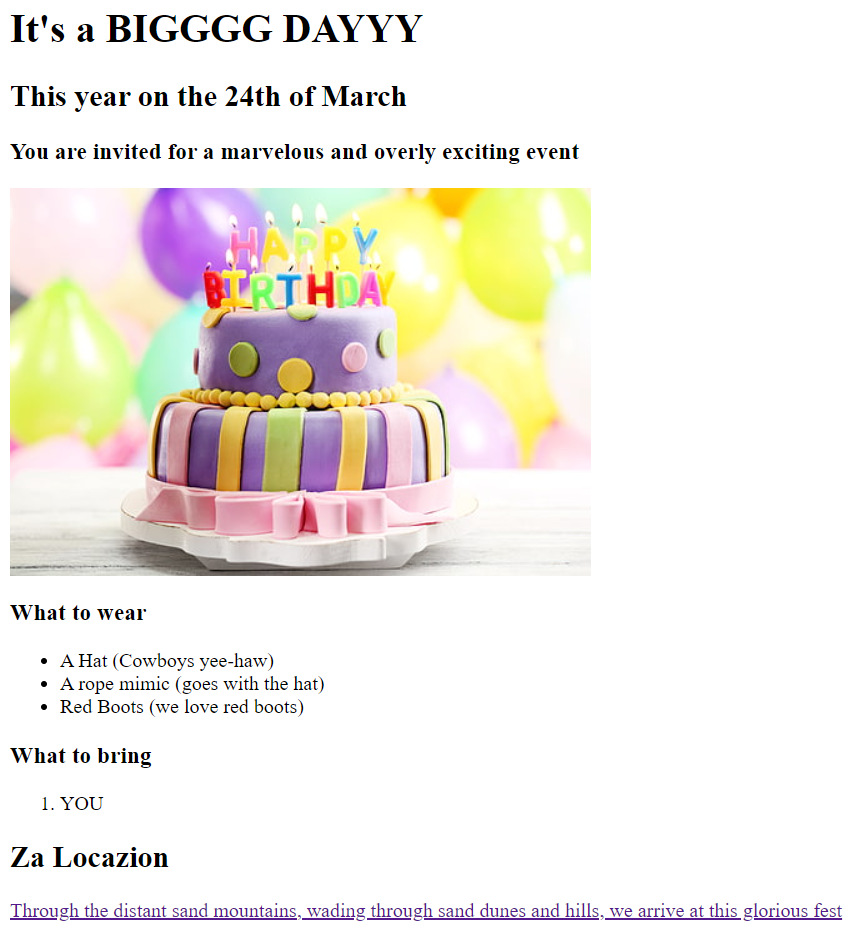 It's a BIGGGG DAYYY
This year on the 24th of March
You are invited for a marvelous and overly exciting event
HAPPY
BIRTHDAY
What to wear
• A Hat (Cowboys yee-haw)
• A rope mimic (goes with the hat)
• Red Boots (we love red boots)
What to bring
1. YOU
Za Locazion
Through the distant sand mountains, wading through sand dunes and hills, we arrive at this glorious fest